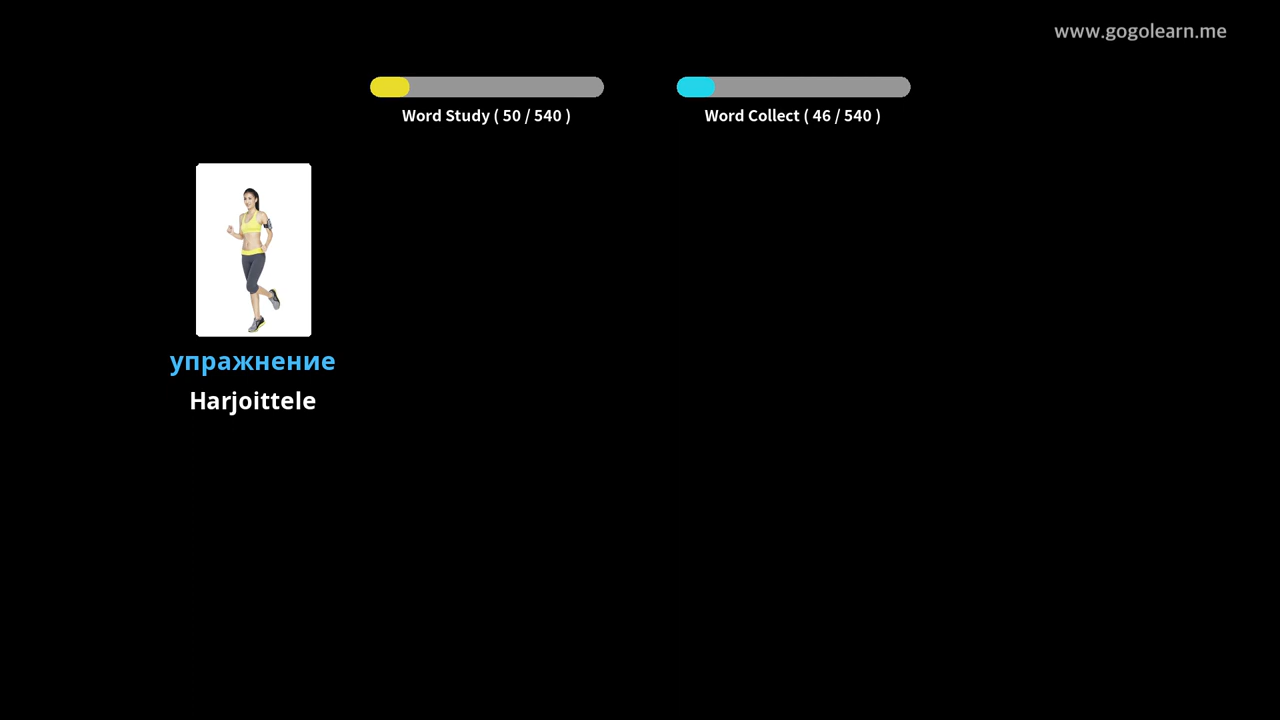 www.gogolearn.me
Word Study ( 50 / 540 )
Word Collect ( 46 / 540 )
упражнение
Harjoittele